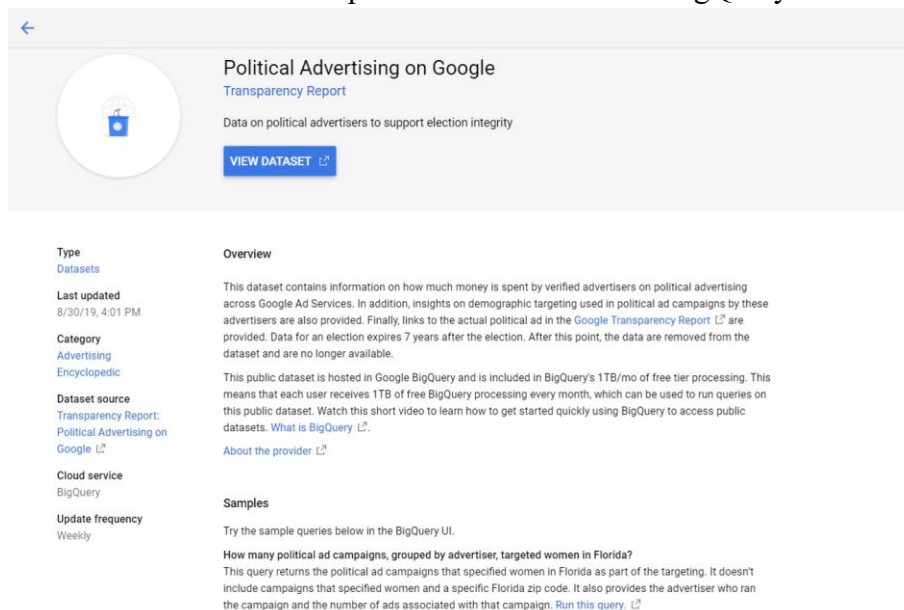 Political Advertising on Google
Transparency Report
Data on political advertisers to support election integrity
VIEW DATASET
Type
Datasets
Last updated
8/30/19, 4:01 PM
Category
Advertising
Encyclopedic
Dataset source
Transparency Report:
Political Advertising on
Google
Cloud service
BigQuery
Update frequency
Weekly
Overview
This dataset contains information on how much money is spent by verified advertisers on political advertising
across Google Ad Services. In addition, insights on demographic targeting used in political ad campaigns by these
advertisers are also provided. Finally, links to the actual political ad in the Google Transparency Report are
provided. Data for an election expires 7 years after the election. After this point, the data are removed from the
dataset and are no longer available.
This public dataset is hosted in Google BigQuery and is included in BigQuery's 1TB/mo of free tier processing. This
means that each user receives 1TB of free BigQuery processing every month, which can be used to run queries on
this public dataset. Watch this short video to learn how to get started quickly using BigQuery to access public
datasets. What is BigQuery.
About the provider
Samples
Try the sample queries below in the BigQuery UI.
How many political ad campaigns, grouped by advertiser, targeted women in Florida?
This query returns the political ad campaigns that specified women in Florida as part of the targeting. It doesn't
include campaigns that specified women and a specific Florida zip code. It also provides the advertiser who ran
the campaign and the number of ads associated with that campaign. Run this query.